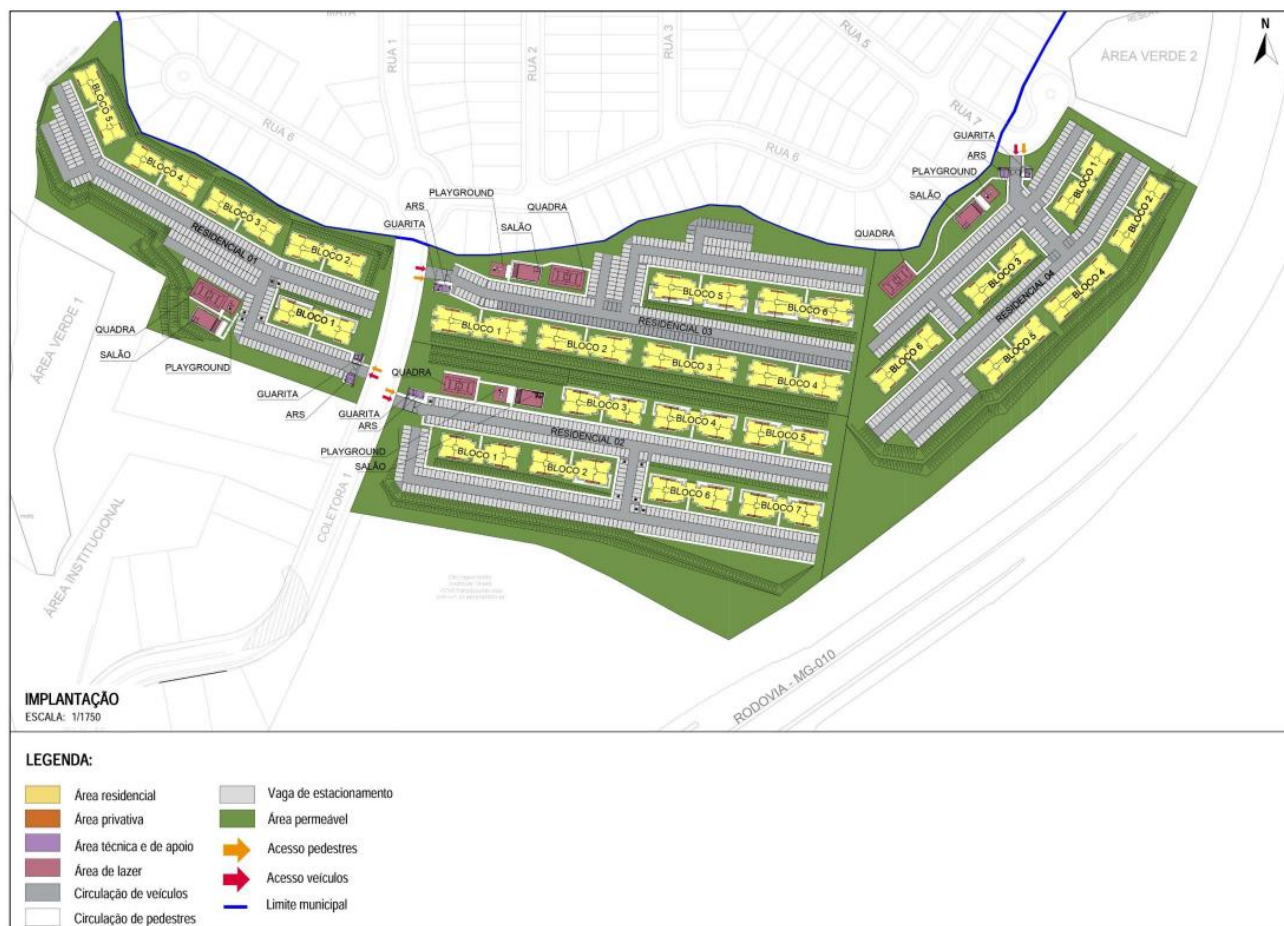 MATA
N
RUA 1
RUA 2
RUA 3
RUA 5
ÁREA VERDE 2
RUA 6
RUA 6
RUA 7
GUARITA
ARS
PLAYGROUND
SALÃO
QUADRA
BLOCO 1
BLOCO 2
BLOCO 3
BLOCO 4
BLOCO 5
BLOCO 6
RESIDENCIAL 04
BLOCO 5
BLOCO 4
BLOCO 3
BLOCO 2
BLOCO 1
RESIDENCIAL 01
QUADRA
SALÃO
PLAYGROUND
GUARITA
ARS
PLAYGROUND
ARS
GUARITA
SALÃO
QUADRA
BLOCO 5
BLOCO 6
RESIDENCIAL 03
BLOCO 1
BLOCO 2
BLOCO 3
BLOCO 4
QUADRA
GUARITA
ARS
PLAYGROUND
SALÃO
BLOCO 3
BLOCO 4
BLOCO 5
RESIDENCIAL 02
BLOCO 1
BLOCO 2
BLOCO 6
BLOCO 7
ÁREA VERDE 1
ÁREA INSTITUCIONAL
COLETORA 1
RODOVIA - MG-010
IMPLANTAÇÃO
ESCALA: 1/1750
LEGENDA:
Área residencial
Área privativa
Área técnica e de apoio
Área de lazer
Circulação de veículos
Circulação de pedestres
Vaga de estacionamento
Área permeável
Acesso pedestres
Acesso veículos
Limite municipal